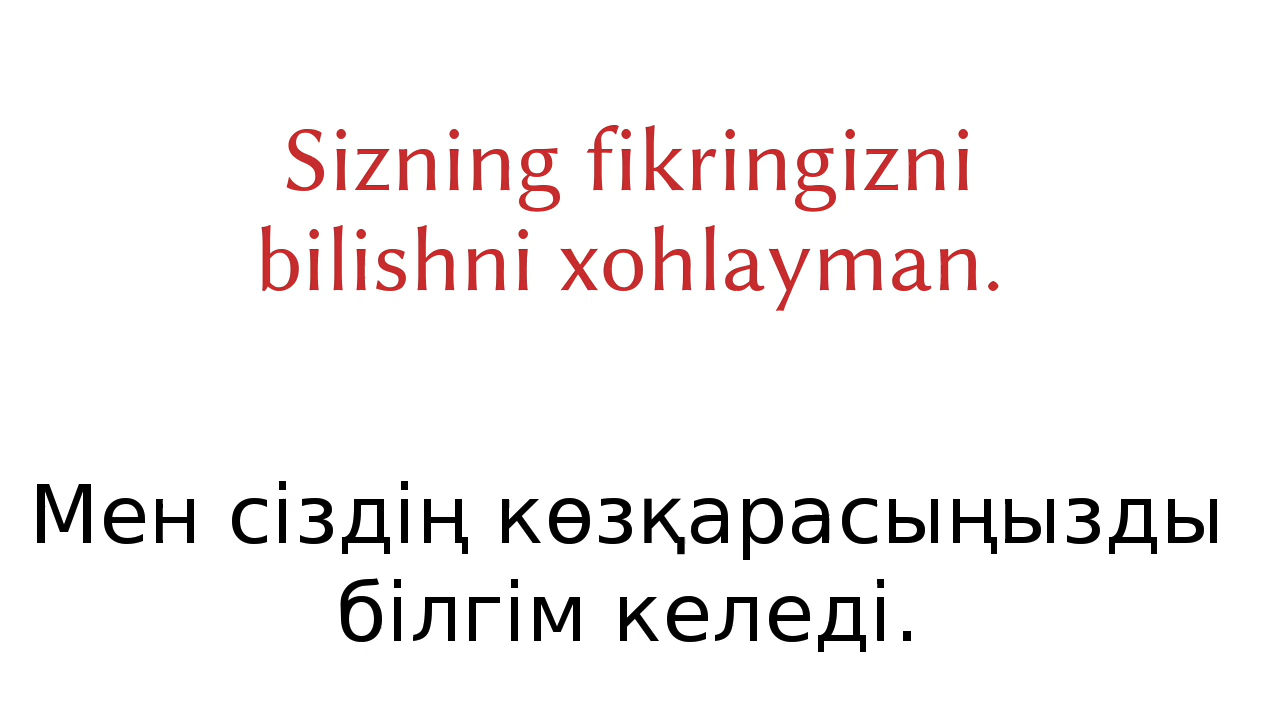 Sizning fikringizni
bilishni xohlayman.
Мен сіздің көзқарасыңызды
білгім келеді.